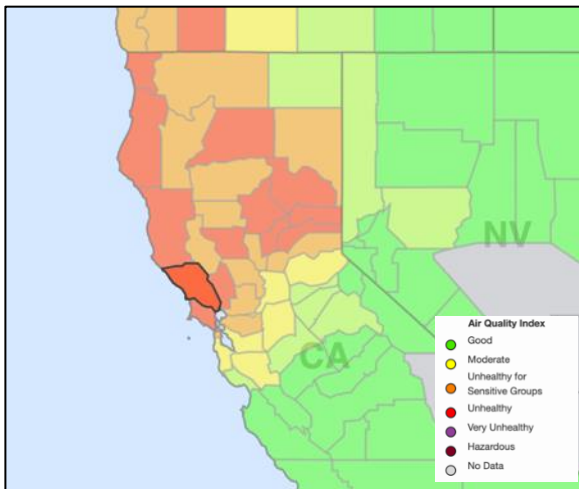 NV
CA
Air Quality Index
Good
Moderate
Unhealthy for
Sensitive Groups
Unhealthy
Very Unhealthy
Hazardous
No Data